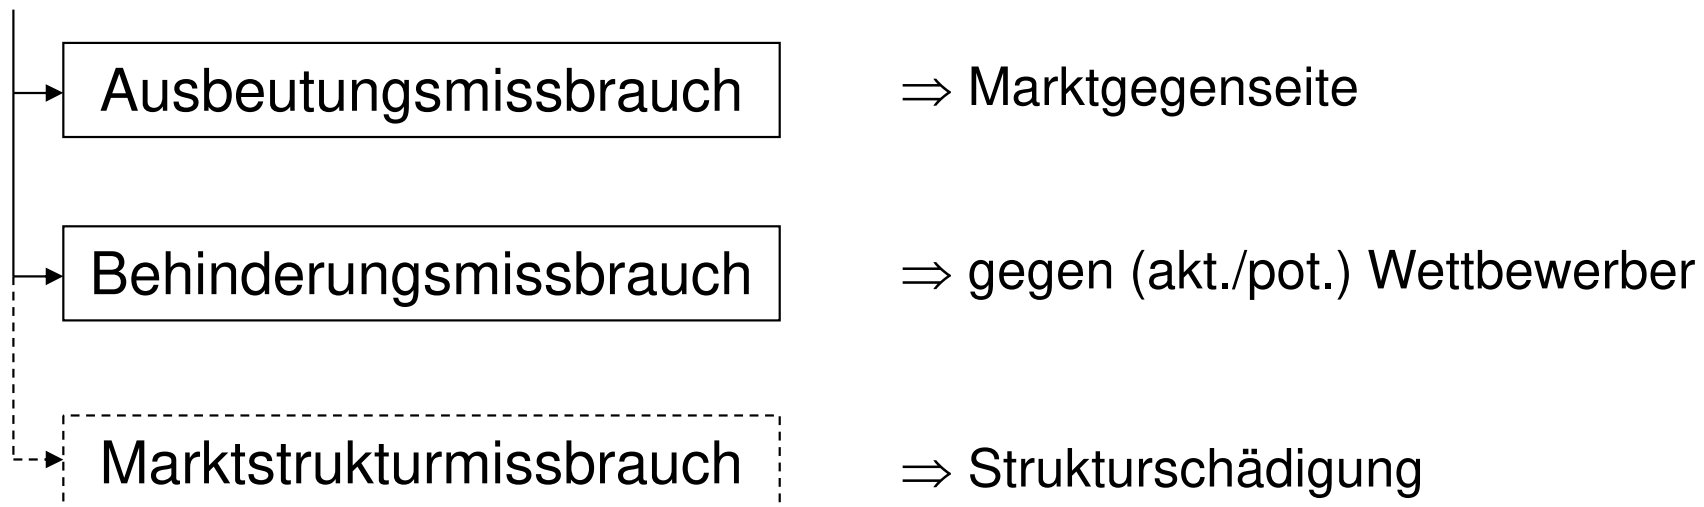 Ausbeutungsmissbrauch ⇒ Marktgegenseite
Behinderungsmissbrauch ⇒ gegen (akt./pot.) Wettbewerber
Marktstrukturmissbrauch ⇒ Strukturschädigung